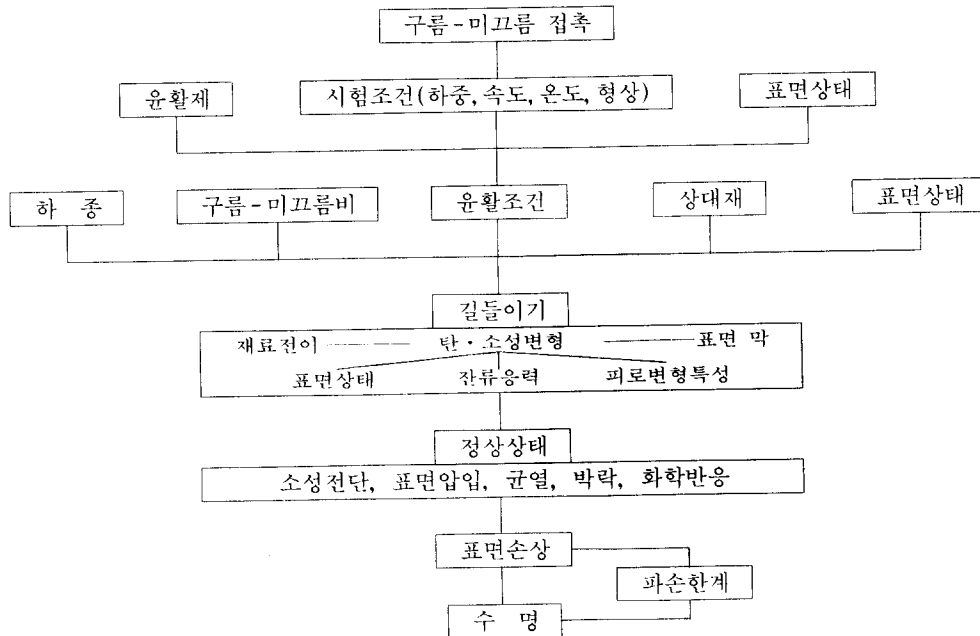 구름-미끄름 접촉
윤활제
시험조건(하중, 속도, 온도, 형상)
표면상태
하 종
구름-미끄름비
윤활조건
상대재
표면상태
길들이기
재료전이 탄·소성변형 표면 막
표면상태 잔류응력 피로변형특성
정상상태
소성전단, 표면압입, 균열, 박락, 화학반응
표면손상
파손한계
수 명